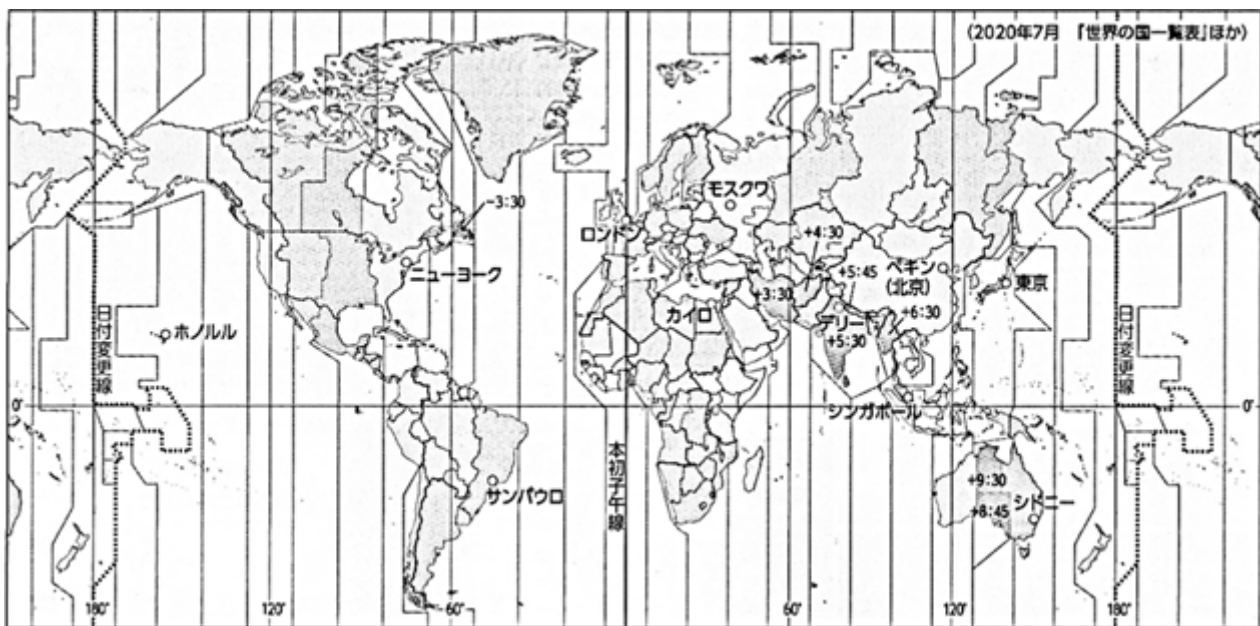 (2020年7月 「世界の国一覧表」ほか)
モスクワ
-3:30
ロンドン
+4:30
ニューヨーク
+5:45
ペキン
(北京)
東京
+3:30
カイロ
デリー
+6:30
+5:30
ホノルル
日付変更線
日付変更線
0°
シンガポール
0°
本初子午線
サンパウロ
+9:30
+8:45
シドニー
180°
120°
60°
60°
120°
180°